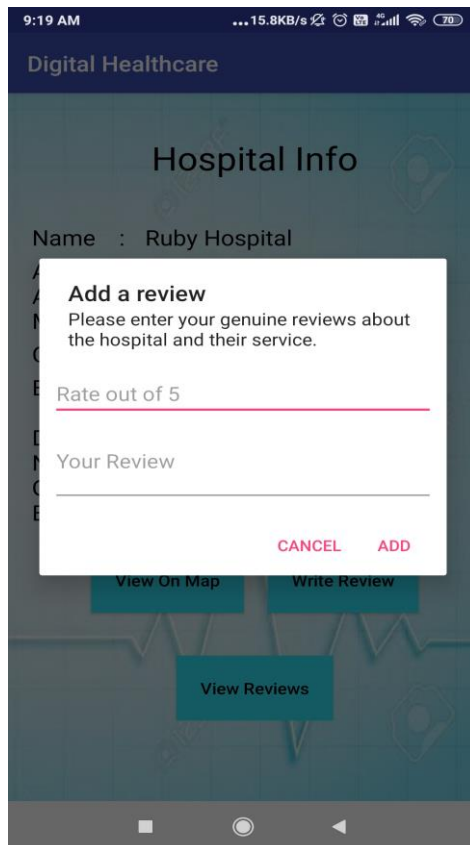 9:19 AM ...15.8KB/s 4G 70
Digital Healthcare
Hospital Info
Name : Ruby Hospital
A
A
M
C
E
Add a review
Please enter your genuine reviews about
the hospital and their service.
Rate out of 5
Your Review
D
N
C
E
CANCEL ADD
View On Map Write Review
View Reviews